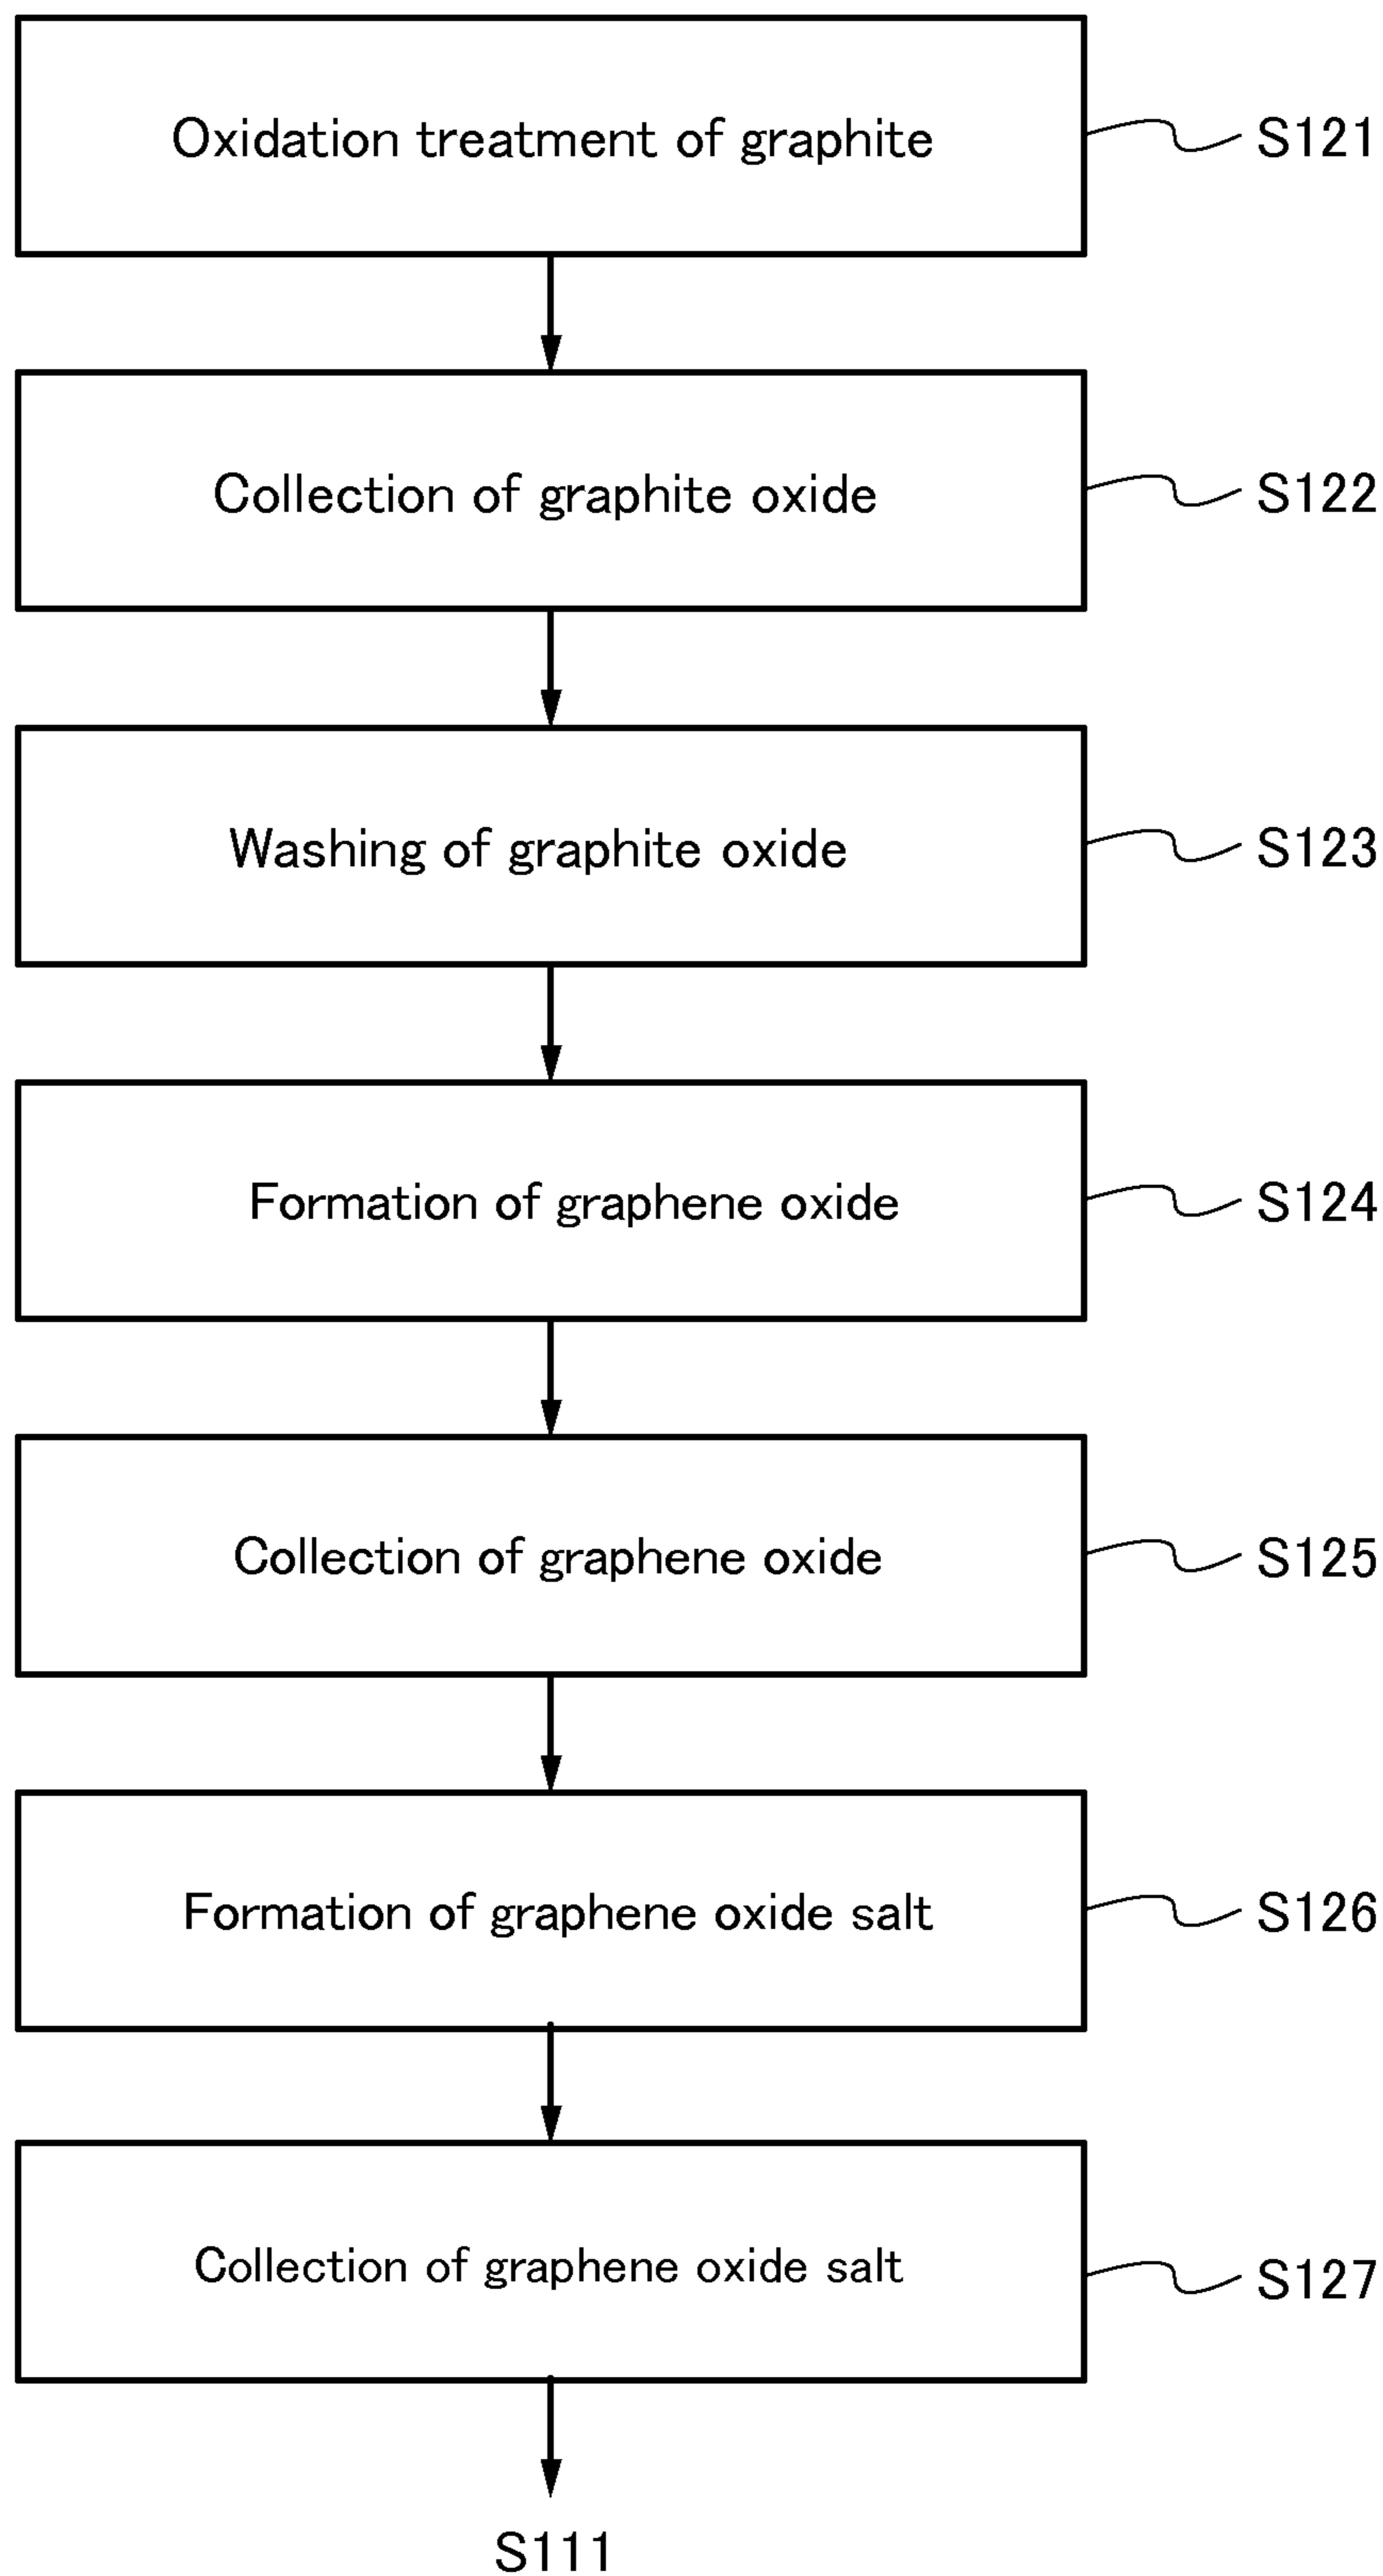 Oxidation treatment of graphite
S121
Collection of graphite oxide
S122
Washing of graphite oxide
S123
Formation of graphene oxide
S124
Collection of graphene oxide
S125
Formation of graphene oxide salt
S126
Collection of graphene oxide salt
S127
S111